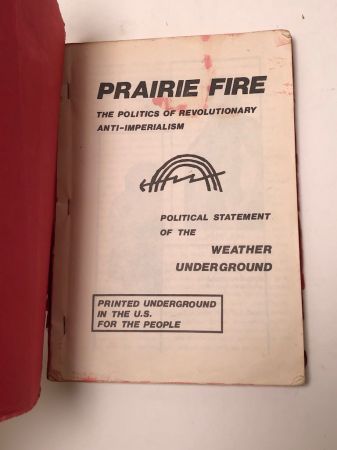 PRAIRIE FIRE
THE POLITICS OF REVOLUTIONARY
ANTI-IMPERIALISM
POLITICAL STATEMENT
OF THE
WEATHER
UNDERGROUND
PRINTED UNDERGROUND
IN THE U.S.
FOR THE PEOPLE